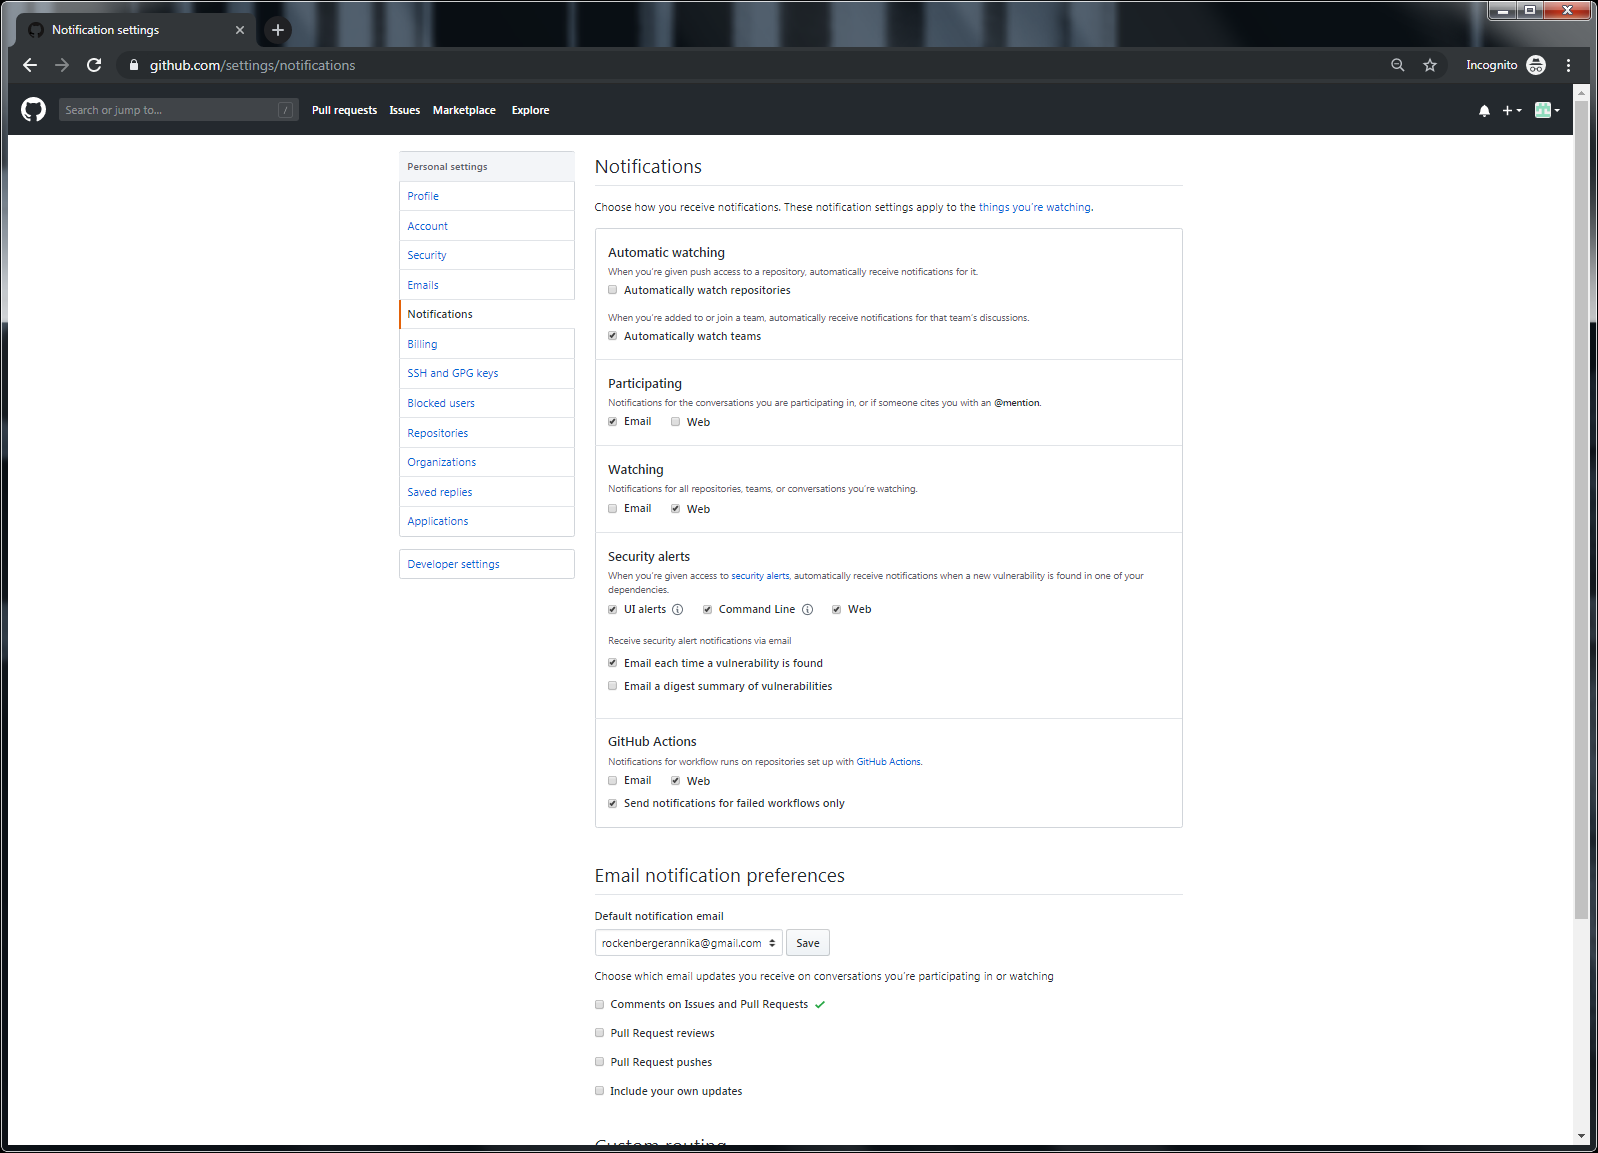 Notification settings
github.com/settings/notifications
Incognito
Search or jump to...
/
Pull requests
Issues
Marketplace
Explore
Personal settings
Profile
Account
Security
Emails
Notifications
Billing
SSH and GPG keys
Blocked users
Repositories
Organizations
Saved replies
Applications
Developer settings
Notifications
Choose how you receive notifications. These notification settings apply to the things you're watching.
Automatic watching
When you're given push access to a repository, automatically receive notifications for it.
Automatically watch repositories
When you're added to or join a team, automatically receive notifications for that team's discussions.
Automatically watch teams
Participating
Notifications for the conversations you are participating in, or if someone cites you with an @mention.
Email Web
Watching
Notifications for all repositories, teams, or conversations you're watching.
Email Web
Security alerts
When you're given access to security alerts, automatically receive notifications when a new vulnerability is found in one of your
dependencies.
UI alerts Command Line Web
Receive security alert notifications via email
Email each time a vulnerability is found
Email a digest summary of vulnerabilities
GitHub Actions
Notifications for workflow runs on repositories set up with GitHub Actions.
Email Web
Send notifications for failed workflows only
Email notification preferences
Default notification email
rockenbergerannika@gmail.com Save
Choose which email updates you receive on conversations you're participating in or watching
Comments on Issues and Pull Requests
Pull Request reviews
Pull Request pushes
Include your own updates
Custom routing